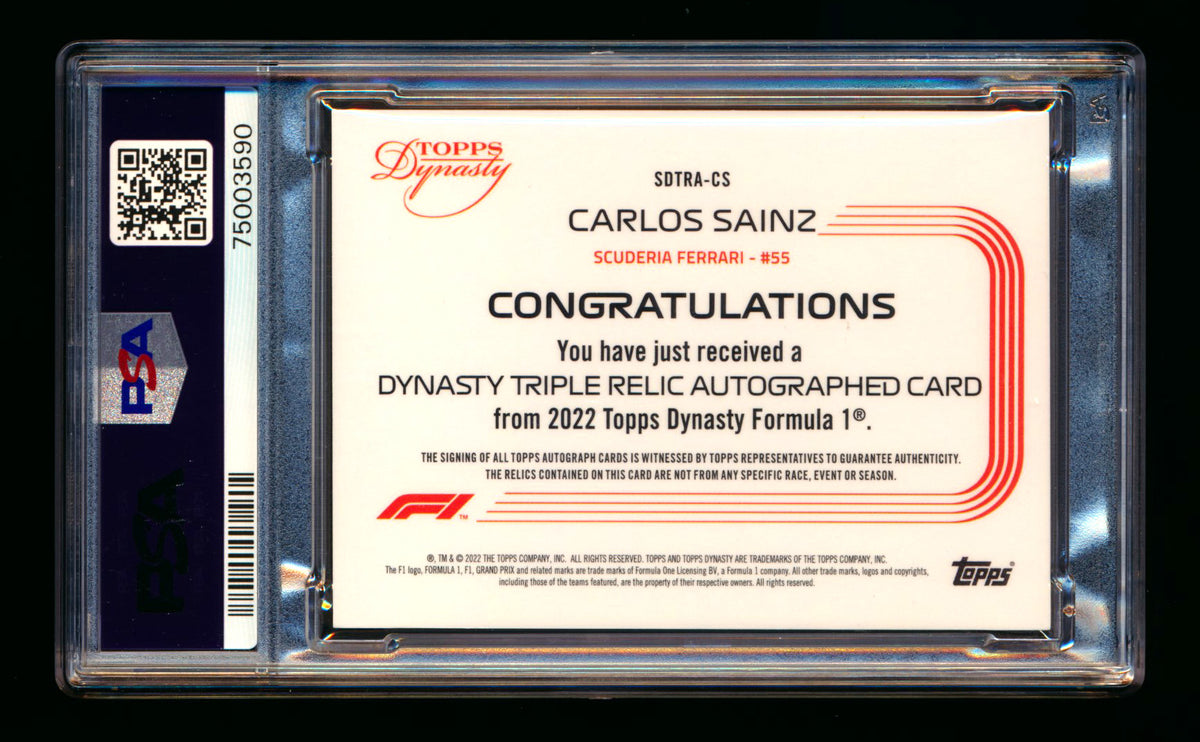 75003590
PSA
PSA
TOPPS
Dynasty
SDTRA-CS
CARLOS SAINZ
SCUDERIA FERRARI - #55
CONGRATULATIONS
You have just received a
DYNASTY TRIPLE RELIC AUTOGRAPHED CARD
from 2022 Topps Dynasty Formula 1®.
THE SIGNING OF ALL TOPPS AUTOGRAPH CARDS IS WITNESSED BY TOPPS REPRESENTATIVES TO GUARANTEE AUTHENTICITY.
THE RELICS CONTAINED ON THIS CARD ARE NOT FROM ANY SPECIFIC RACE, EVENT OR SEASON.
F1 ™
®, TM & © 2022 THE TOPPS COMPANY, INC. ALL RIGHTS RESERVED. TOPPS AND TOPPS DYNASTY ARE TRADEMARKS OF THE TOPPS COMPANY, INC.
The F1 logo, FORMULA 1, F1, GRAND PRIX and related marks are trade marks of Formula One Licensing BV, a Formula 1 company. All other trade marks, logos and copyrights,
including those of the teams featured, are the property of their respective owners. All rights reserved.
topps®